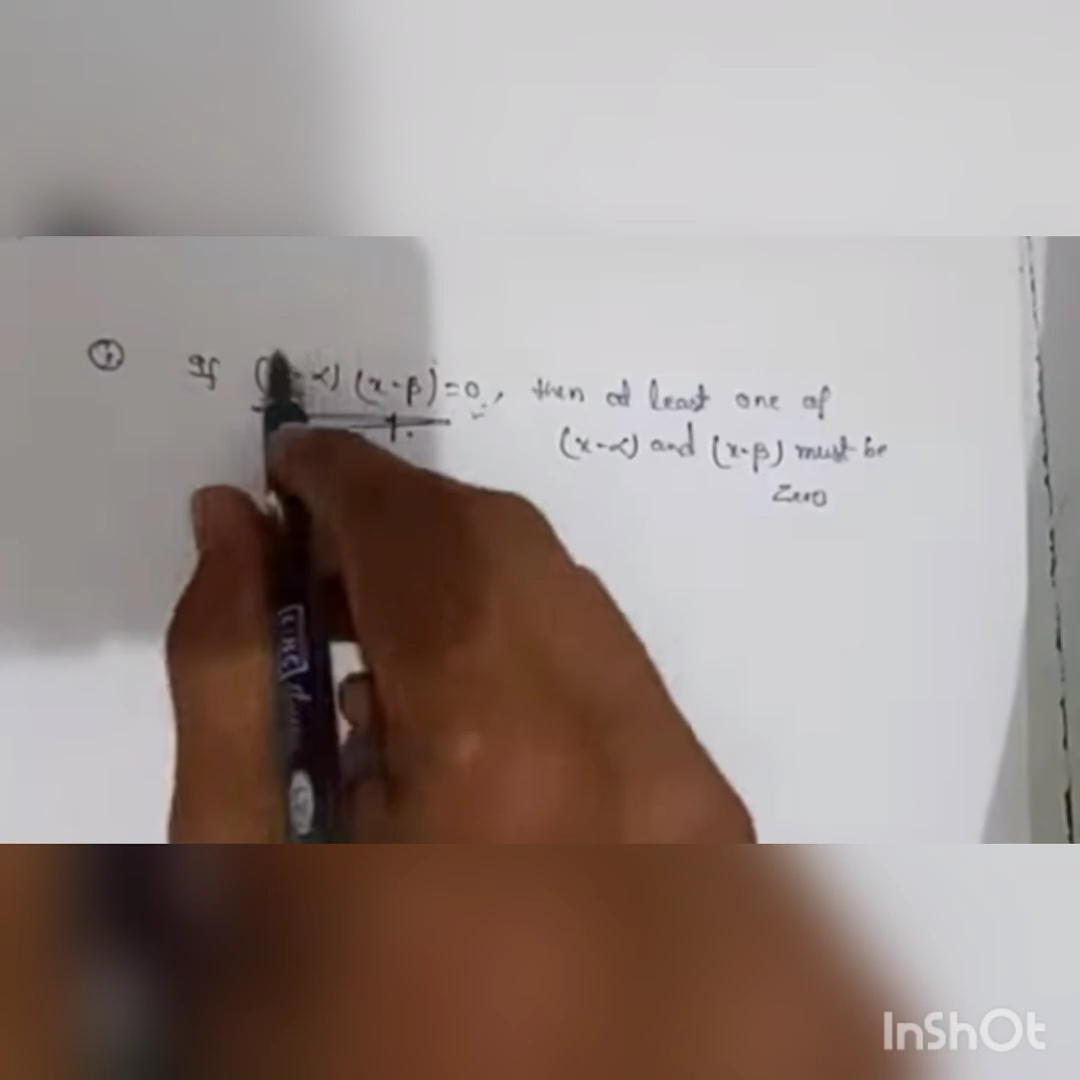 ① If (x-α) (x-β) = 0, then at least one of
(x-α) and (x-β) must be
Zero
InShOt